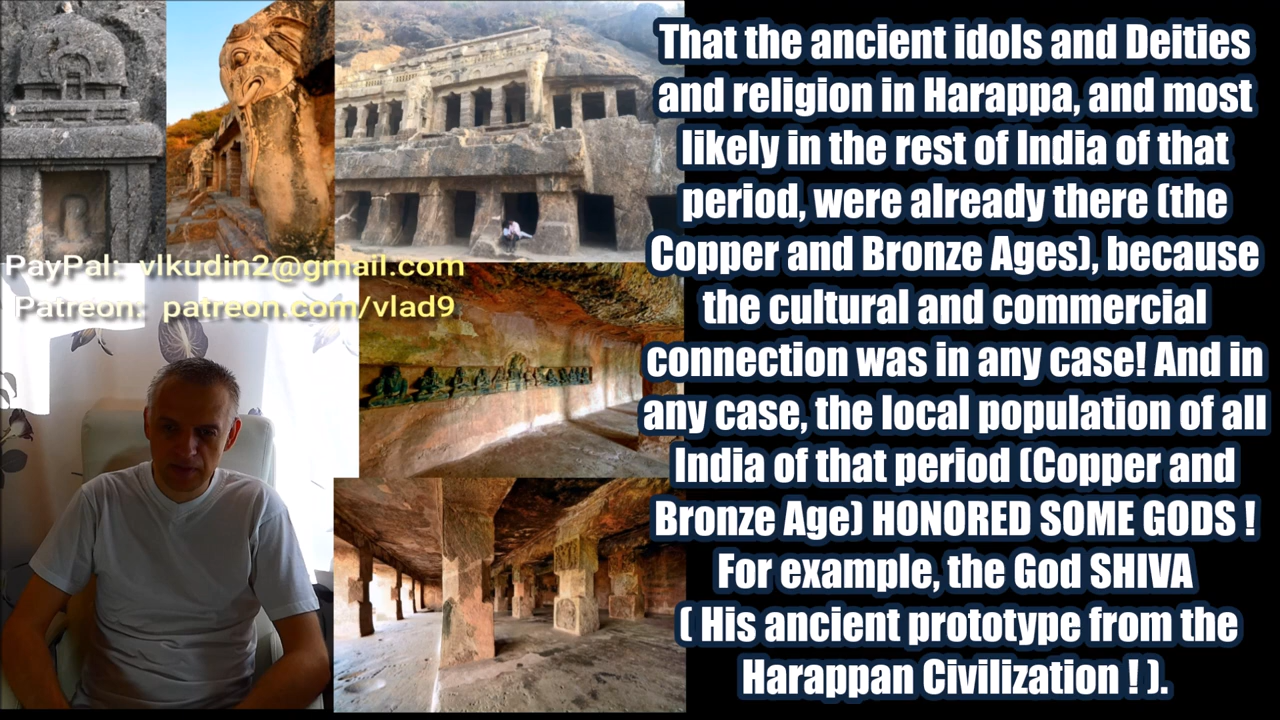 That the ancient idols and Deities
and religion in Harappa, and most
likely in the rest of India of that
period, were already there (the
Copper and Bronze Ages), because
the cultural and commercial
connection was in any case! And in
any case, the local population of all
India of that period (Copper and
Bronze Age) HONORED SOME GODS !
For example, the God SHIVA
( His ancient prototype from the
Harappan Civilization ! ).
PayPal: vlkudin2@gmail.com
Patreon: patreon.com/vlad9